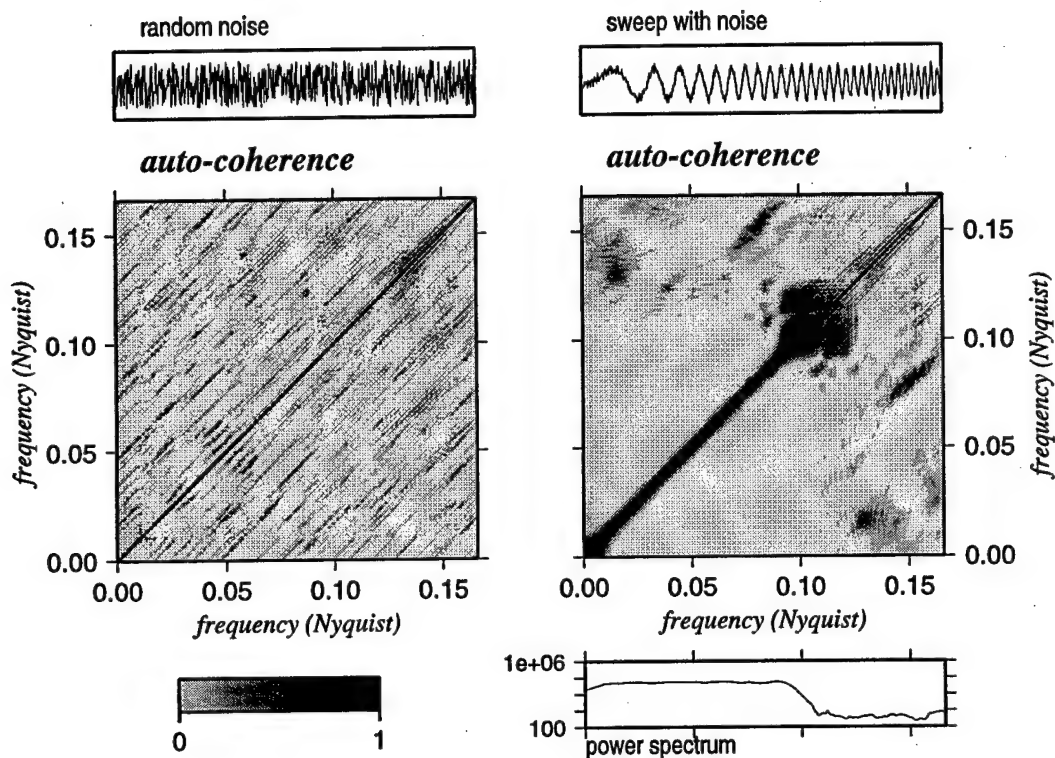 random noise
sweep with noise
auto-coherence
auto-coherence
frequency (Nyquist)
0.15
0.10
0.05
0.00
0.00 0.05 0.10 0.15
frequency (Nyquist)
0.15
0.10
0.05
0.00
frequency (Nyquist)
0.00 0.05 0.10 0.15
frequency (Nyquist)
0 1
1e+06
100
power spectrum